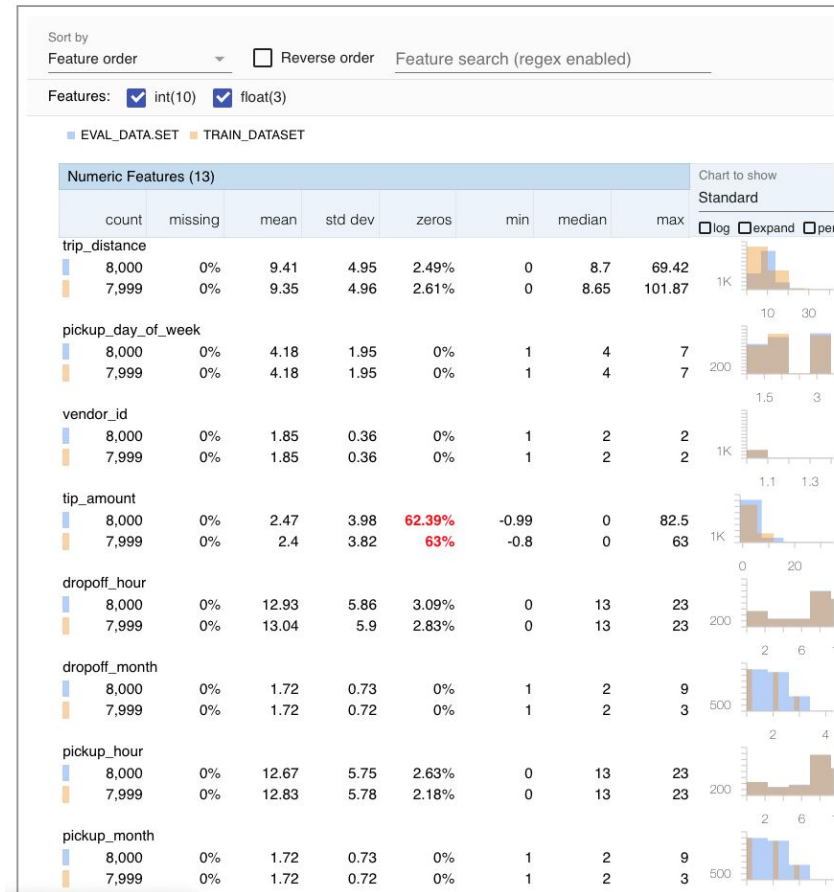 Sort by
Feature order Reverse order Feature search (regex enabled)
Features: int(10) float(3)
EVAL_DATA.SET TRAIN_DATASET
Numeric Features (13) Chart to show
Standard
count missing mean std dev zeros min median max log expand per
trip_distance
8,000 0% 9.41 4.95 2.49% 0 8.7 69.42
7,999 0% 9.35 4.96 2.61% 0 8.65 101.87
1K
10 30
pickup_day_of_week
8,000 0% 4.18 1.95 0% 1 4 7
7,999 0% 4.18 1.95 0% 1 4 7
200
1.5 3
vendor_id
8,000 0% 1.85 0.36 0% 1 2 2
7,999 0% 1.85 0.36 0% 1 2 2
1K
1.1 1.3
tip_amount
8,000 0% 2.47 3.98 62.39% -0.99 0 82.5
7,999 0% 2.4 3.82 63% -0.8 0 63
1K
0 20
dropoff_hour
8,000 0% 12.93 5.86 3.09% 0 13 23
7,999 0% 13.04 5.9 2.83% 0 13 23
200
2 6 1
dropoff_month
8,000 0% 1.72 0.73 0% 1 2 9
7,999 0% 1.72 0.72 0% 1 2 3
500
2 4
pickup_hour
8,000 0% 12.67 5.75 2.63% 0 13 23
7,999 0% 12.83 5.78 2.18% 0 13 23
200
2 6 1
pickup_month
8,000 0% 1.72 0.73 0% 1 2 9
7,999 0% 1.72 0.72 0% 1 2 3
500